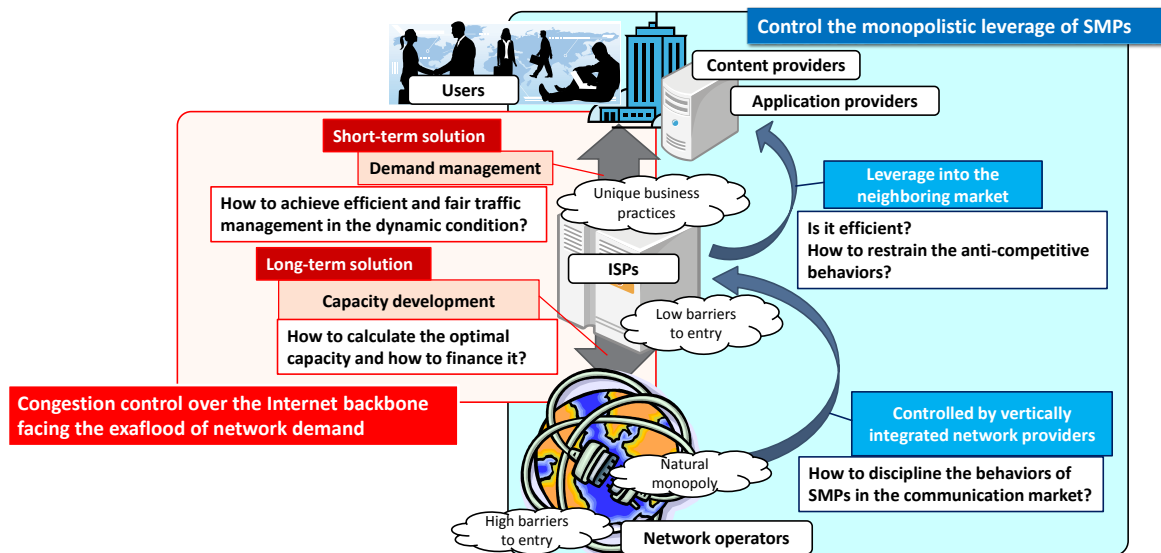 Control the monopolistic leverage of SMPs
Content providers
Users
Application providers
Short-term solution
Demand management
Unique business
practices
Leverage into the
neighboring market
How to achieve efficient and fair traffic
management in the dynamic condition?
Is it efficient?
How to restrain the anti-competitive
behaviors?
Long-term solution
ISPs
Capacity development
Low barriers
to entry
How to calculate the optimal
capacity and how to finance it?
Congestion control over the Internet backbone
facing the exaflood of network demand
Controlled by vertically
integrated network providers
Natural
monopoly
How to discipline the behaviors of
SMPs in the communication market?
High barriers
to entry
Network operators